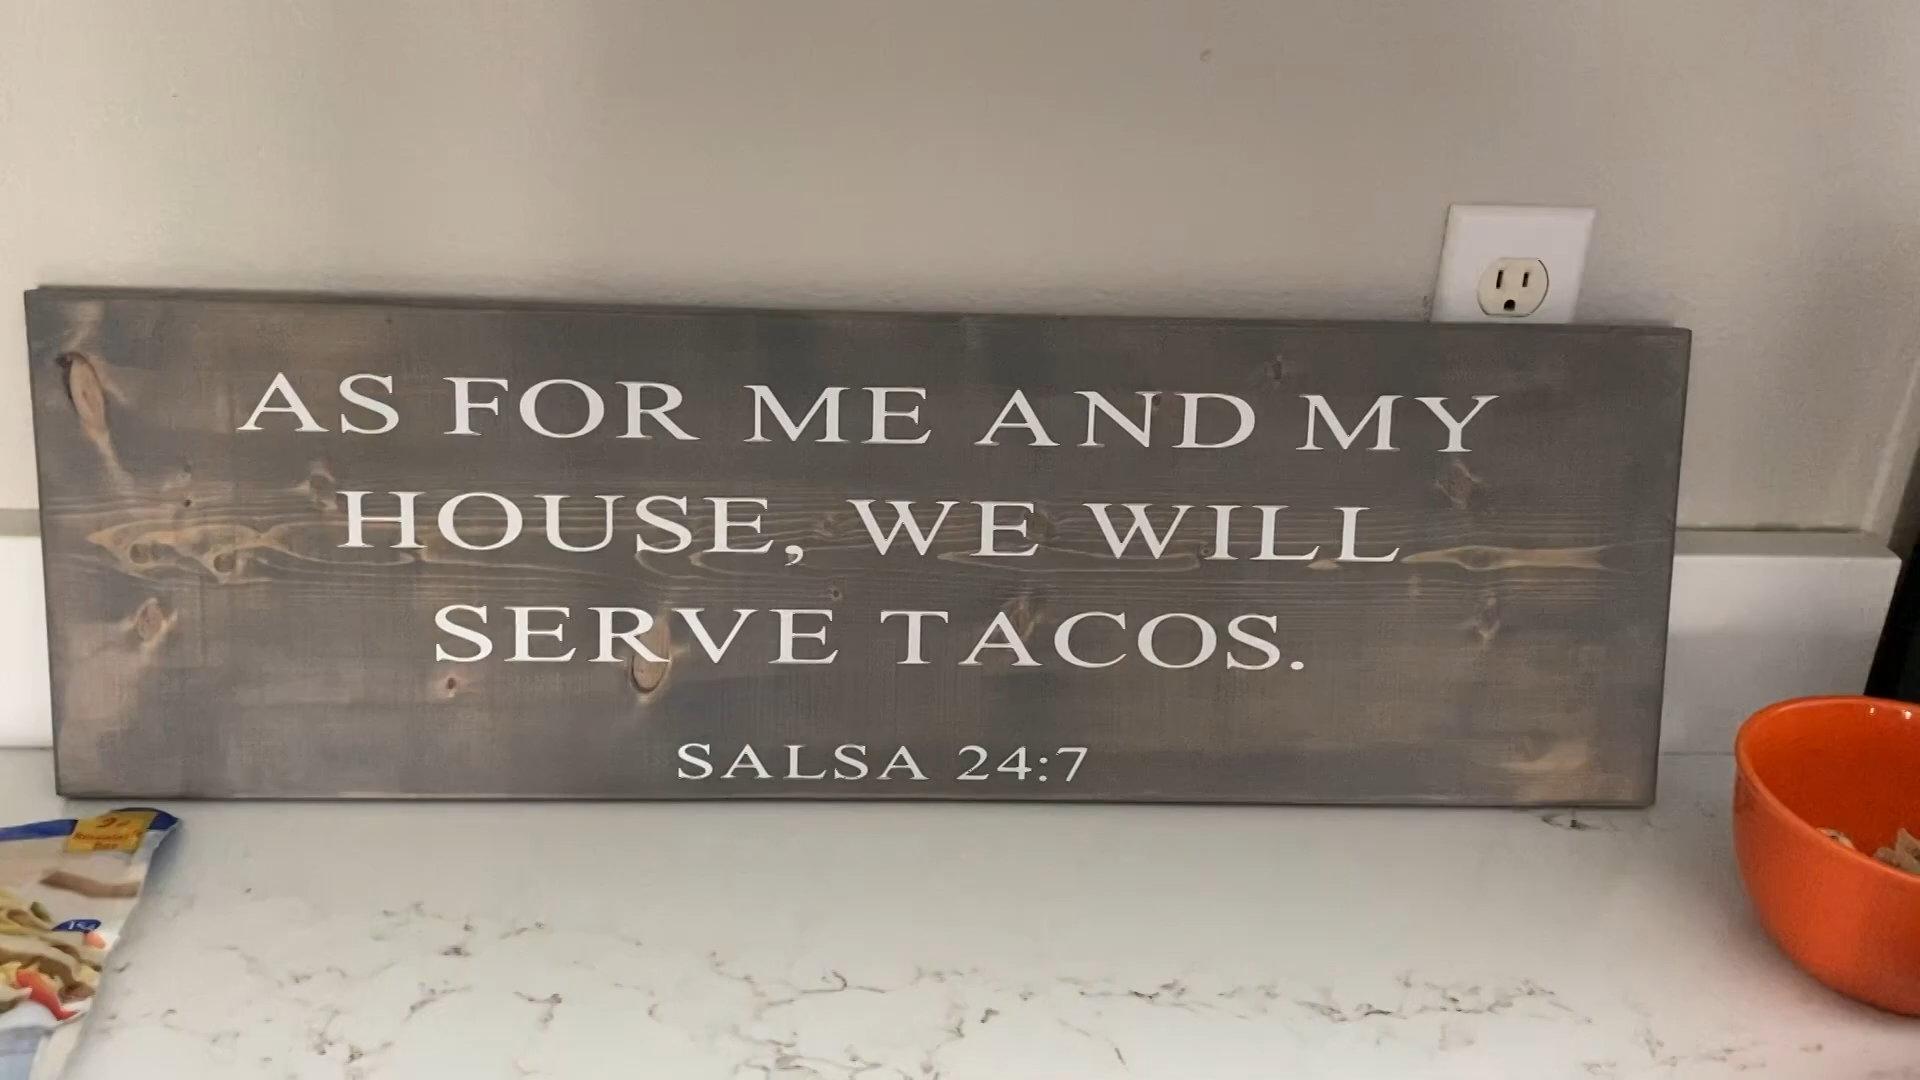 AS FOR ME AND MY
HOUSE, WE WILL
SERVE TACOS.
SALSA 24:7